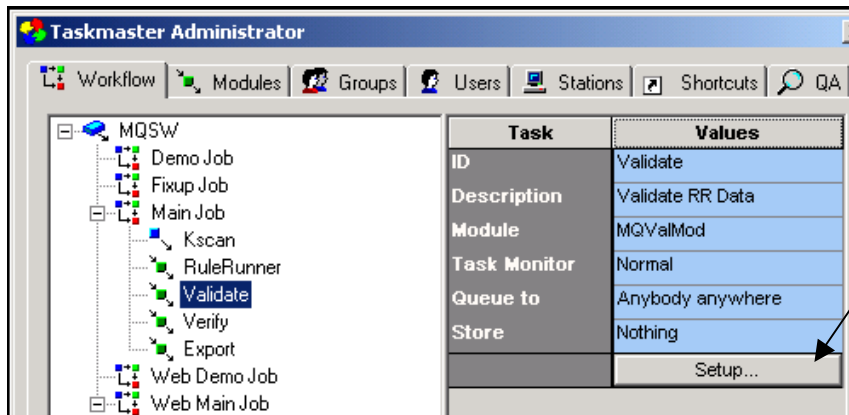 Taskmaster Administrator
Workflow Modules Groups Users Stations Shortcuts QA
MQSW
Demo Job
Fixup Job
Main Job
Kscan
RuleRunner
Validate
Verify
Export
Web Demo Job
Web Main Job
Task Values
ID Validate
Description Validate RR Data
Module MQValMod
Task Monitor Normal
Queue to Anybody anywhere
Store Nothing
Setup...